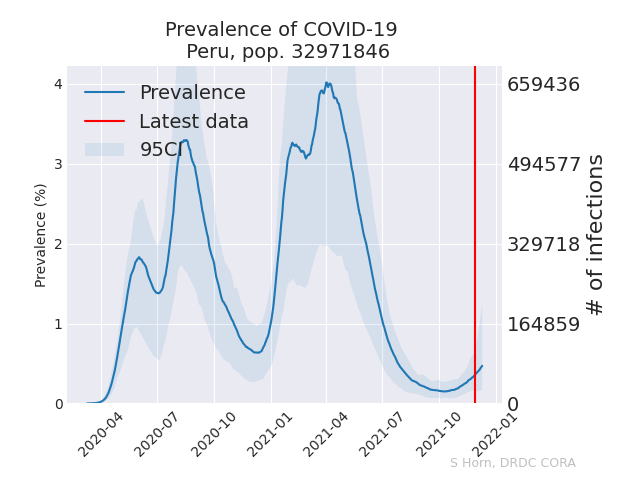 Prevalence of COVID-19
Peru, pop. 32971846
Prevalence
Latest data
95CI
Prevalence (%)
4
3
2
1
0
659436
494577
329718
164859
0
# of infections
2020-04
2020-07
2020-10
2021-01
2021-04
2021-07
2021-10
2022-01
S Horn, DRDC CORA